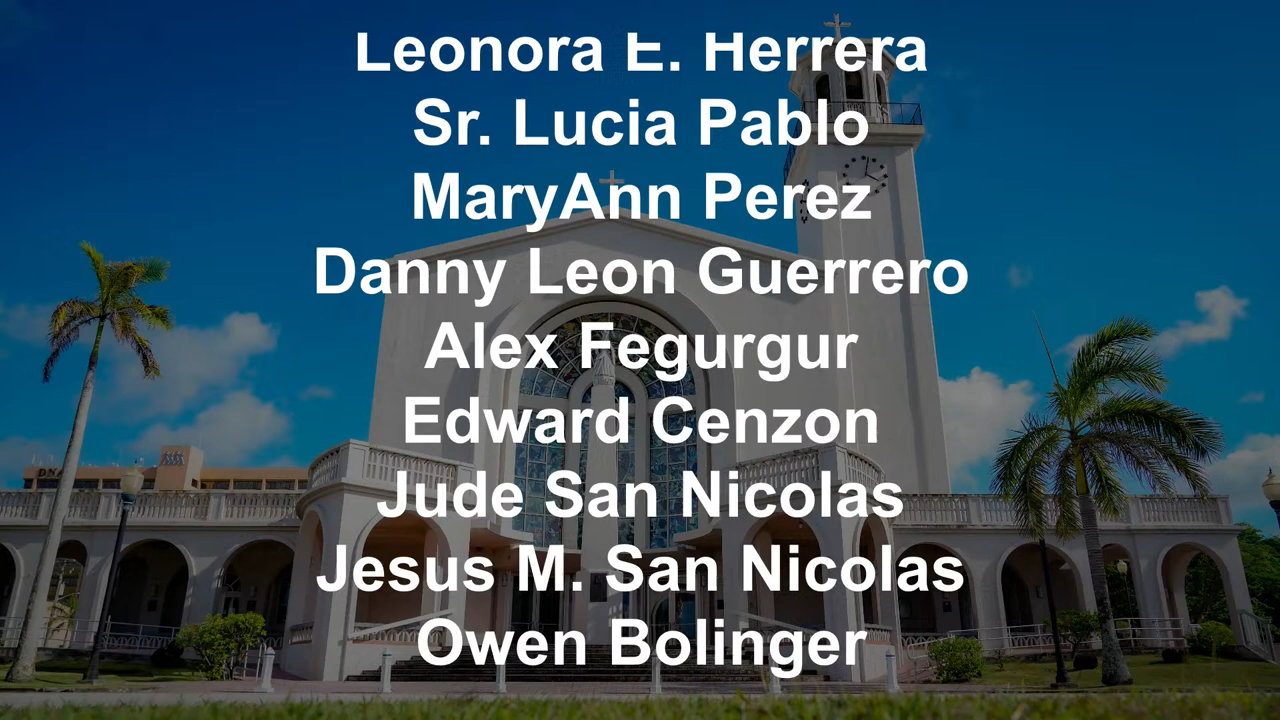 Leonora E. Herrera
Sr. Lucia Pablo
MaryAnn Perez
Danny Leon Guerrero
Alex Fegurgur
Edward Cenzon
Jude San Nicolas
Jesus M. San Nicolas
Owen Bolinger